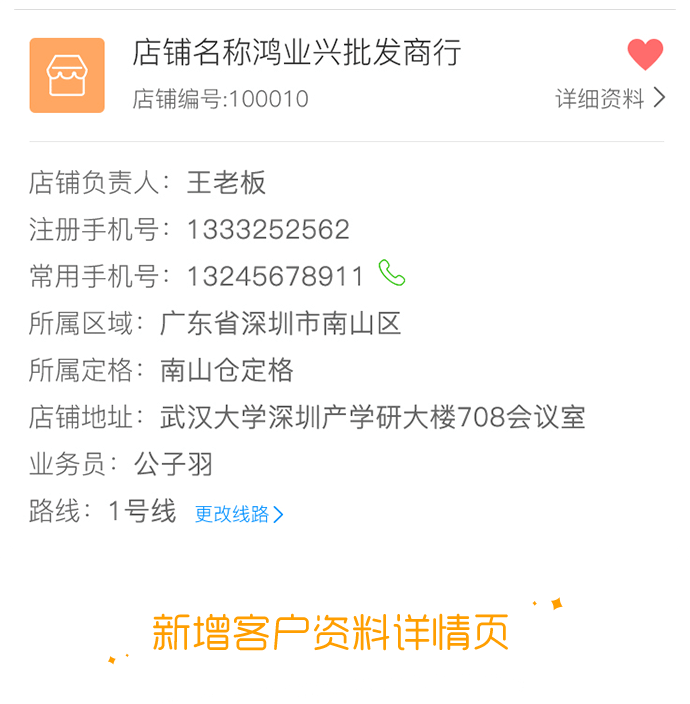 店铺名称鸿业兴批发商行
店铺编号:100010
详细资料
店铺负责人：王老板
注册手机号：1333252562
常用手机号：13245678911
所属区域：广东省深圳市南山区
所属定格：南山仓定格
店铺地址：武汉大学深圳产学研大楼708会议室
业务员：公子羽
路线：1号线 更改线路
新增客户资料详情页